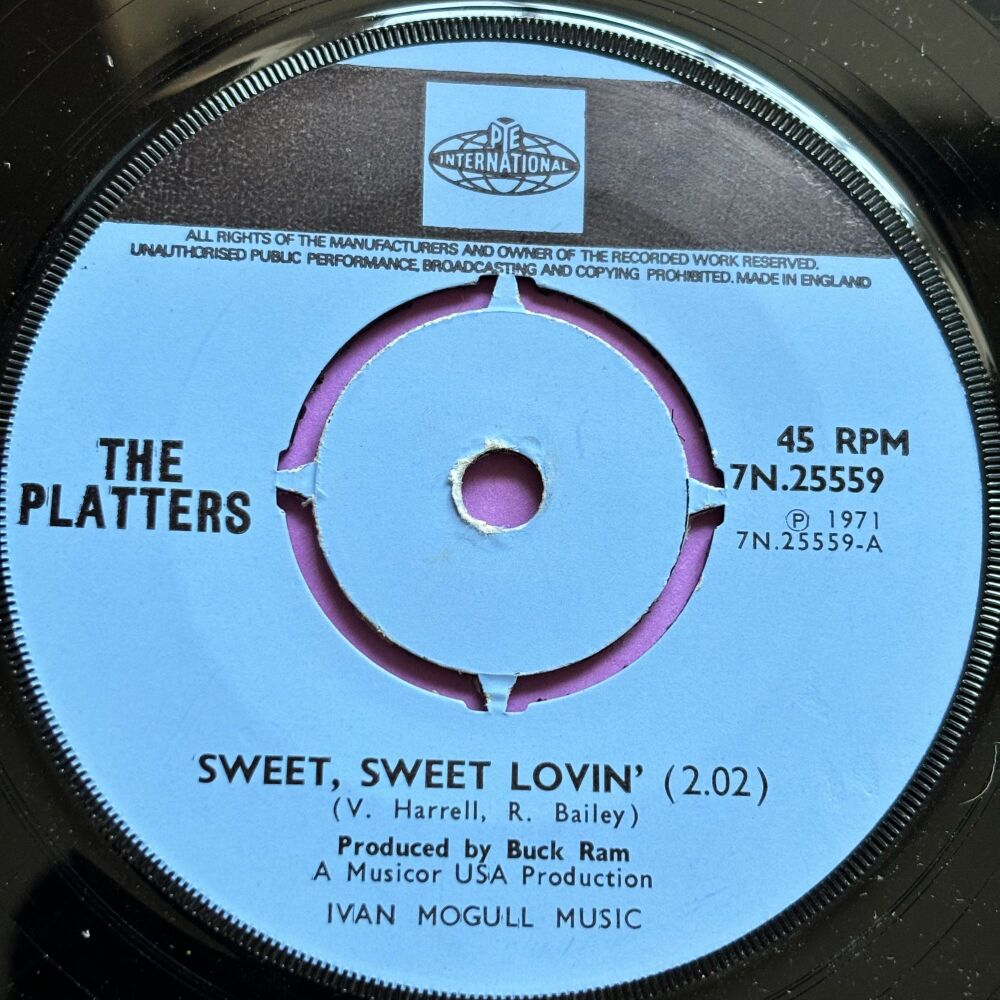 PYE
INTERNATIONAL
ALL RIGHTS OF THE MANUFACTURERS AND OWNER OF THE RECORDED WORK RESERVED.
UNAUTHORISED PUBLIC PERFORMANCE, BROADCASTING AND COPYING PROHIBITED. MADE IN ENGLAND
THE
PLATTERS
45 RPM
7N.25559
Ⓟ 1971
7N.25559-A
SWEET, SWEET LOVIN' (2.02)
(V. Harrell, R. Bailey)
Produced by Buck Ram
A Musicor USA Production
IVAN MOGULL MUSIC